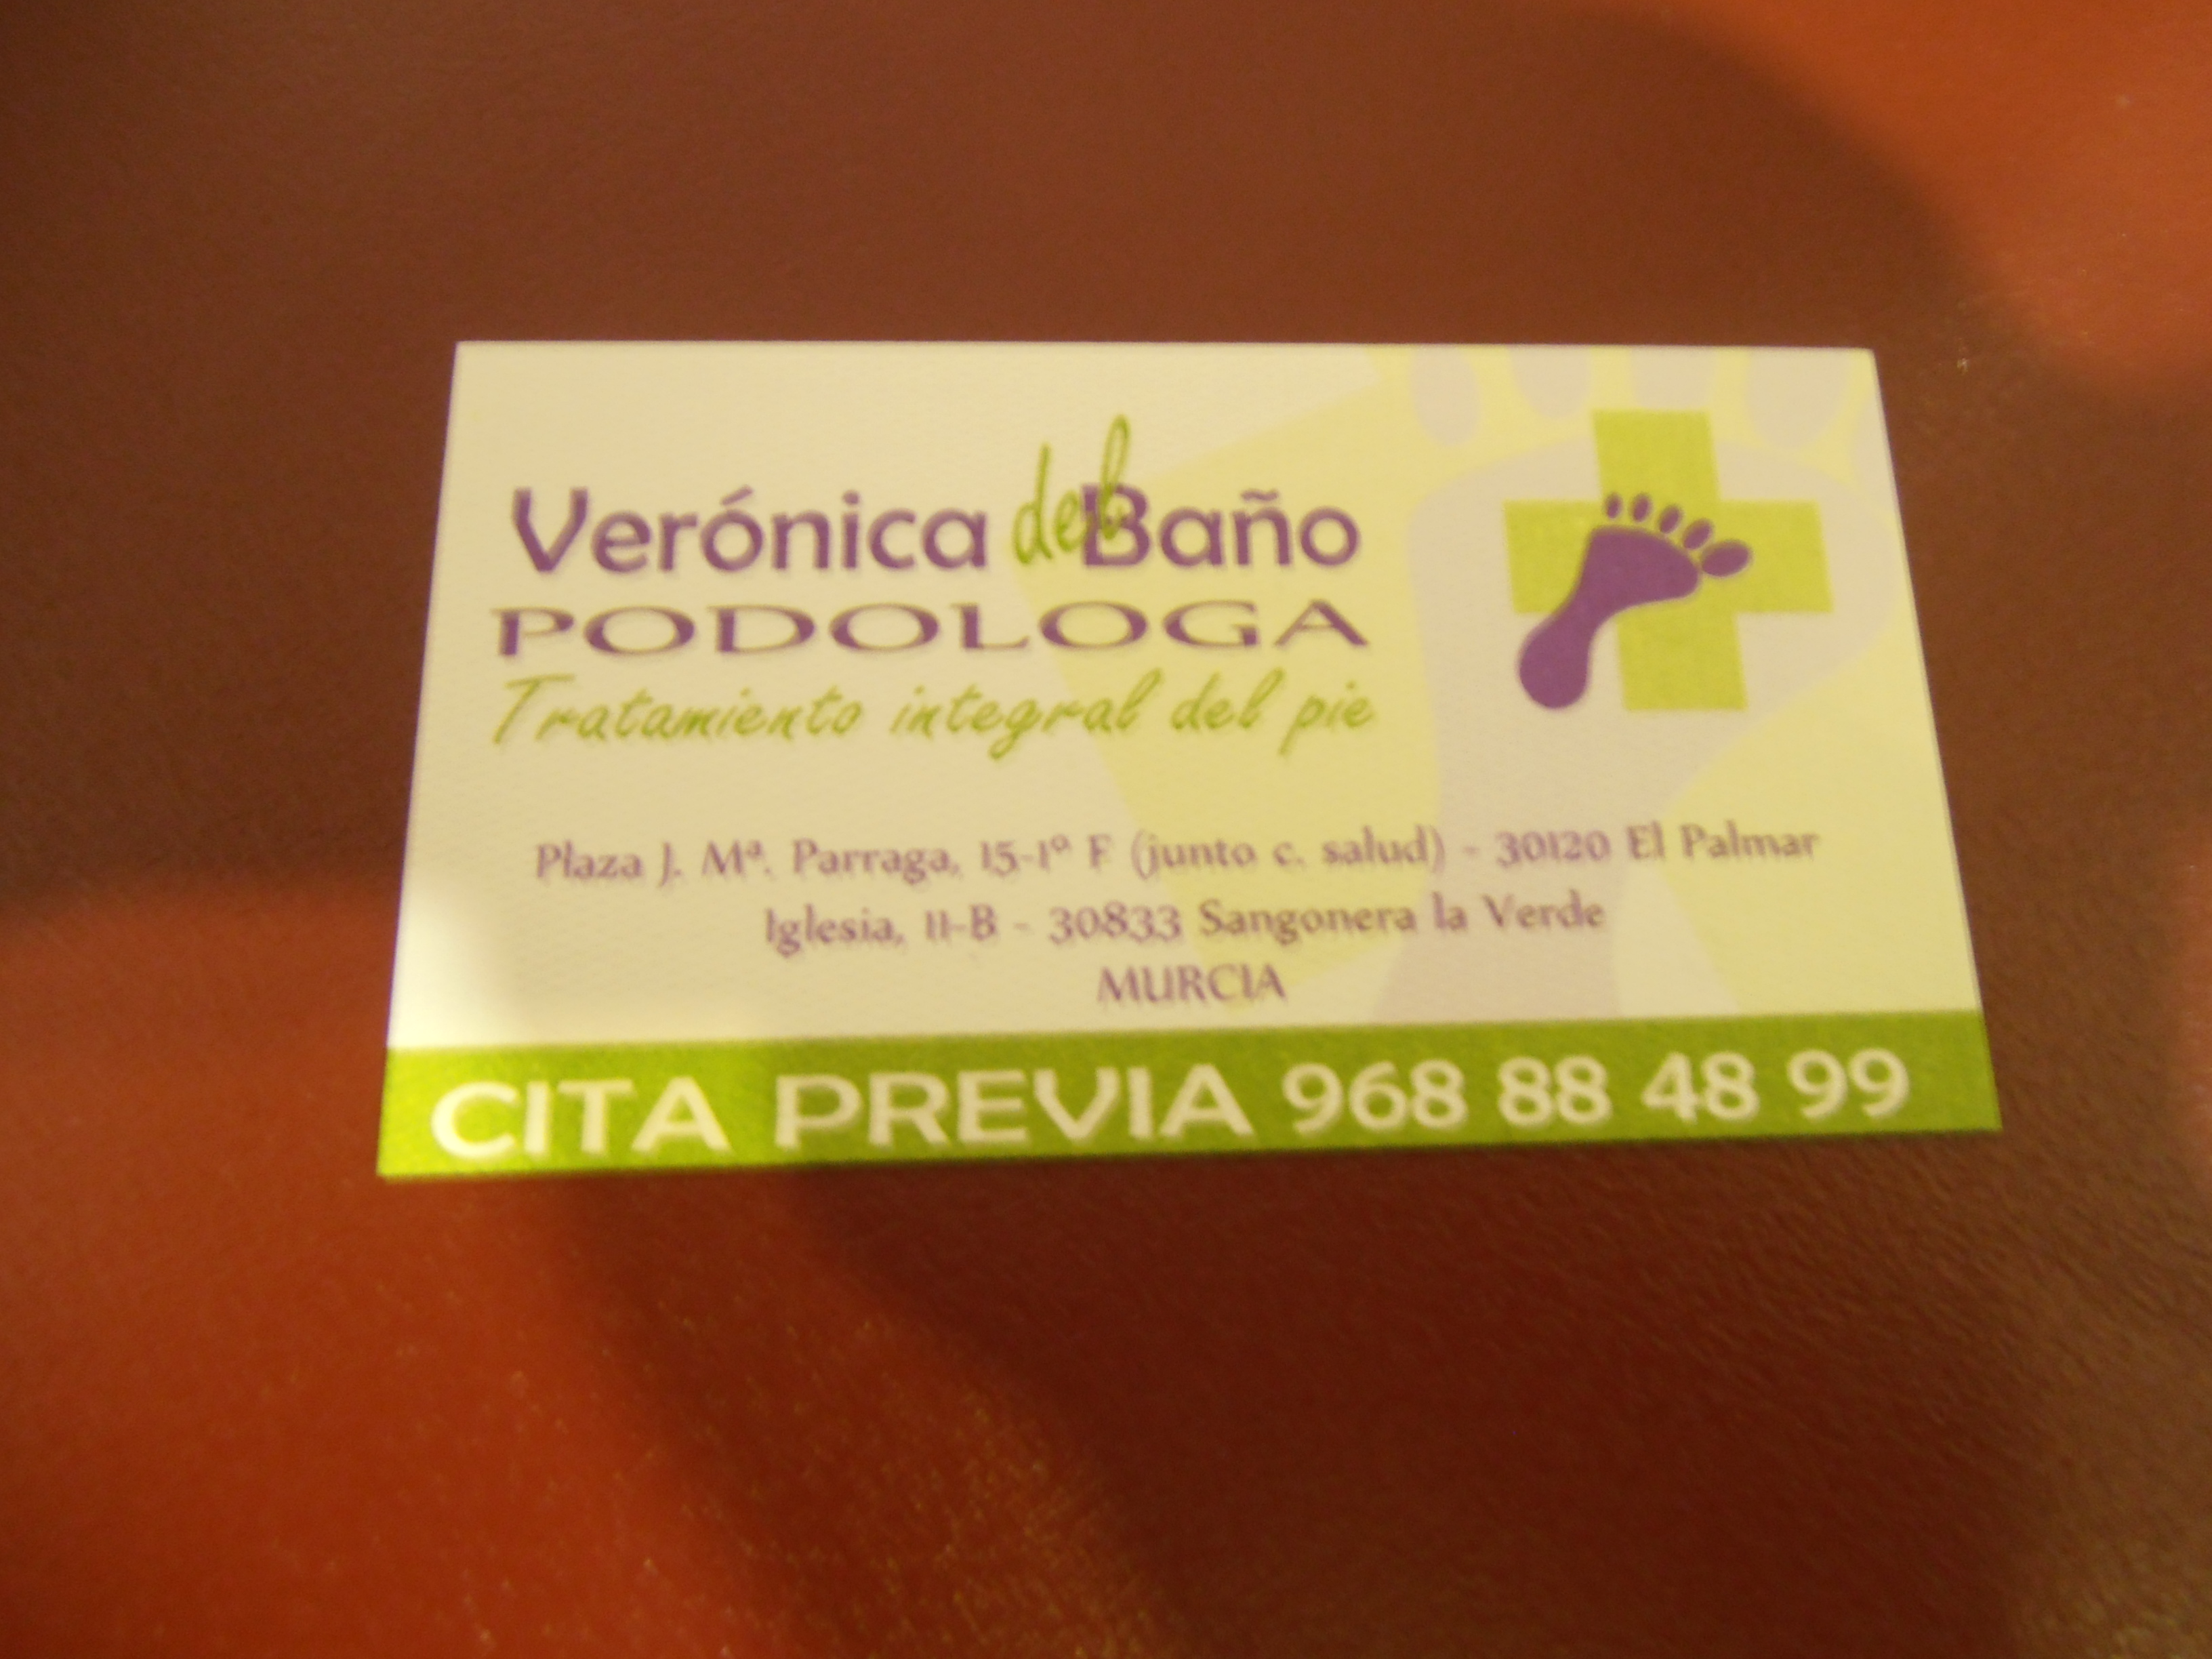 Verónica del Baño
PODOLOGA
Tratamiento integral del pie
Plaza J. Mª. Parraga, 15-1º F (junto c. salud) - 30120 El Palmar
Iglesia, 11-B - 30833 Sangonera la Verde
MURCIA
CITA PREVIA 968 88 48 99